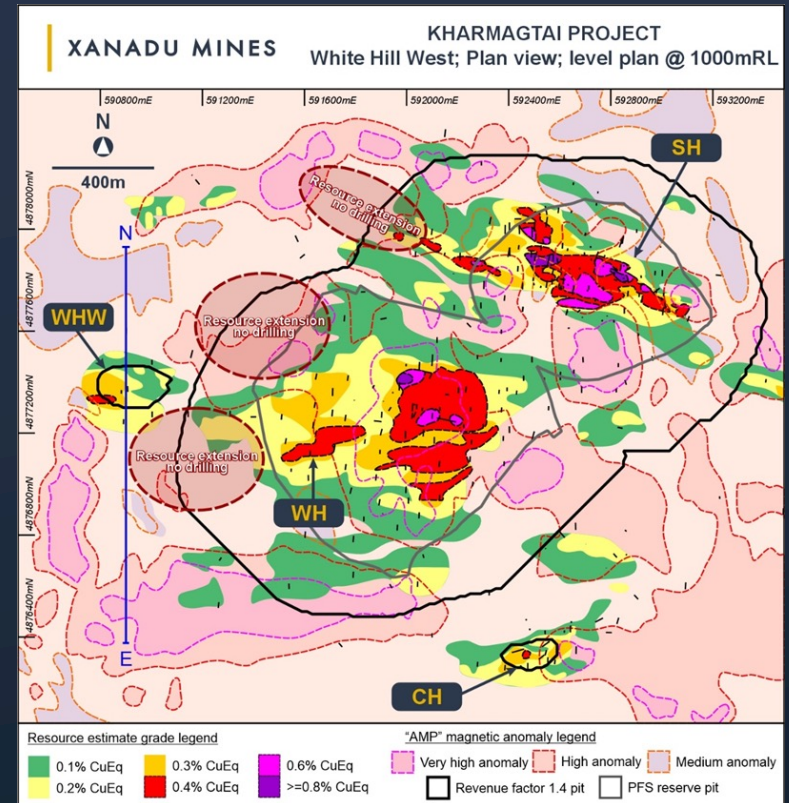 XANADU MINES
KHARMAGTAI PROJECT
White Hill West; Plan view; level plan @ 1000mRL
590800mE
591200mE
591600mE
592000mE
592400mE
592800mE
593200mE
N
400m
SH
4878000mN
Resource extension
no drilling
N
4877600mN
WHW
Resource extension
no drilling
4877200mN
Resource extension
no drilling
WH
4876800mN
4876400mN
E
CH
Resource estimate grade legend
0.1% CuEq
0.3% CuEq
0.6% CuEq
0.2% CuEq
0.4% CuEq
>=0.8% CuEq
"AMP" magnetic anomaly legend
Very high anomaly
High anomaly
Medium anomaly
Revenue factor 1.4 pit
PFS reserve pit